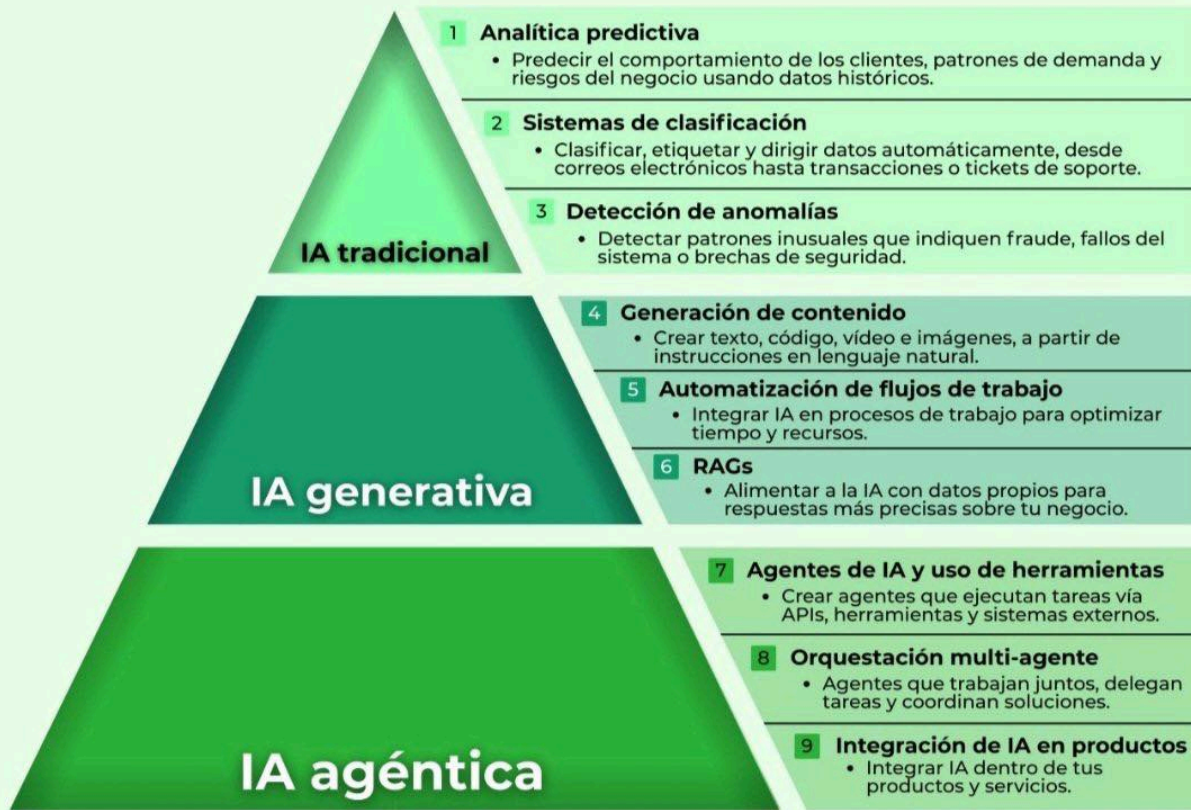 1 Analítica predictiva
• Predecir el comportamiento de los clientes, patrones de demanda y
riesgos del negocio usando datos históricos.
2 Sistemas de clasificación
• Clasificar, etiquetar y dirigir datos automáticamente, desde
correos electrónicos hasta transacciones o tickets de soporte.
3 Detección de anomalías
• Detectar patrones inusuales que indiquen fraude, fallos del
sistema o brechas de seguridad.
IA tradicional
4 Generación de contenido
• Crear texto, código, vídeo e imágenes, a partir de
instrucciones en lenguaje natural.
5 Automatización de flujos de trabajo
• Integrar IA en procesos de trabajo para optimizar
tiempo y recursos.
6 RAGs
• Alimentar a la IA con datos propios para
respuestas más precisas sobre tu negocio.
IA generativa
7 Agentes de IA y uso de herramientas
• Crear agentes que ejecutan tareas vía
APIs, herramientas y sistemas externos.
8 Orquestación multi-agente
• Agentes que trabajan juntos, delegan
tareas y coordinan soluciones.
9 Integración de IA en productos
• Integrar IA dentro de tus
productos y servicios.
IA agéntica